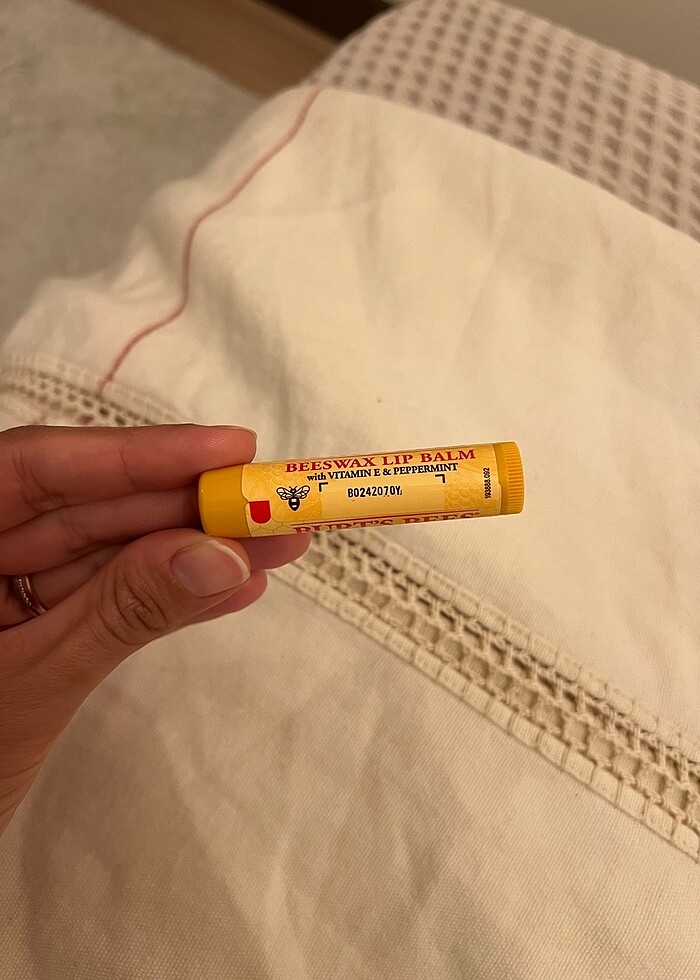 BEESWAX LIP BALM
with VITAMIN E & PEPPERMINT
B0242070Y
BURT'S BEES